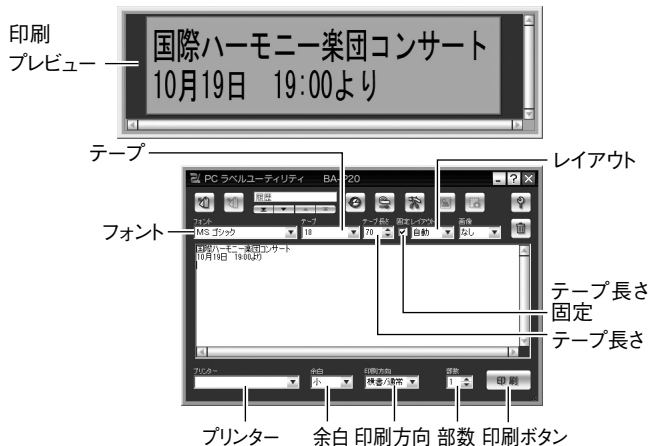 印刷
プレビュー
国際ハーモニー楽団コンサート
10月19日 19:00より
テープ
レイアウト
PC ラベルユーティリティ BA-P20
履歴
フォント
フォント テープ テープ長さ 固定 レイアウト 画像
MS ゴシック 18 70 自動 なし
国際ハーモニー楽団コンサート
10月19日 19:00より
テープ長さ
固定
テープ長さ
プリンター 余白 印刷方向 部数
小 横書/通常 1 印刷
プリンター 余白 印刷方向 部数 印刷ボタン